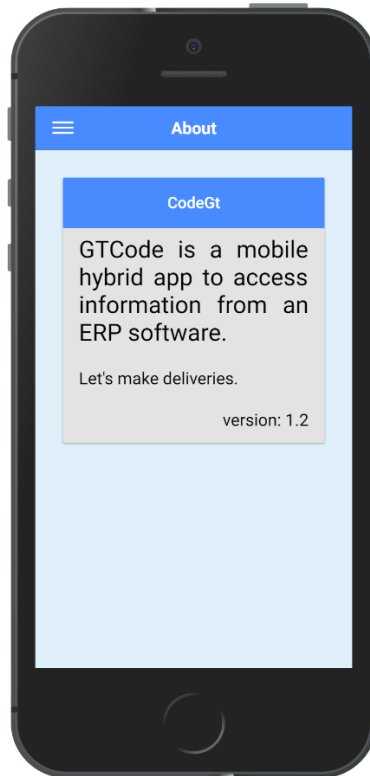 About
CodeGt
GTCode is a mobile
hybrid app to access
information from an
ERP software.
Let's make deliveries.
version: 1.2